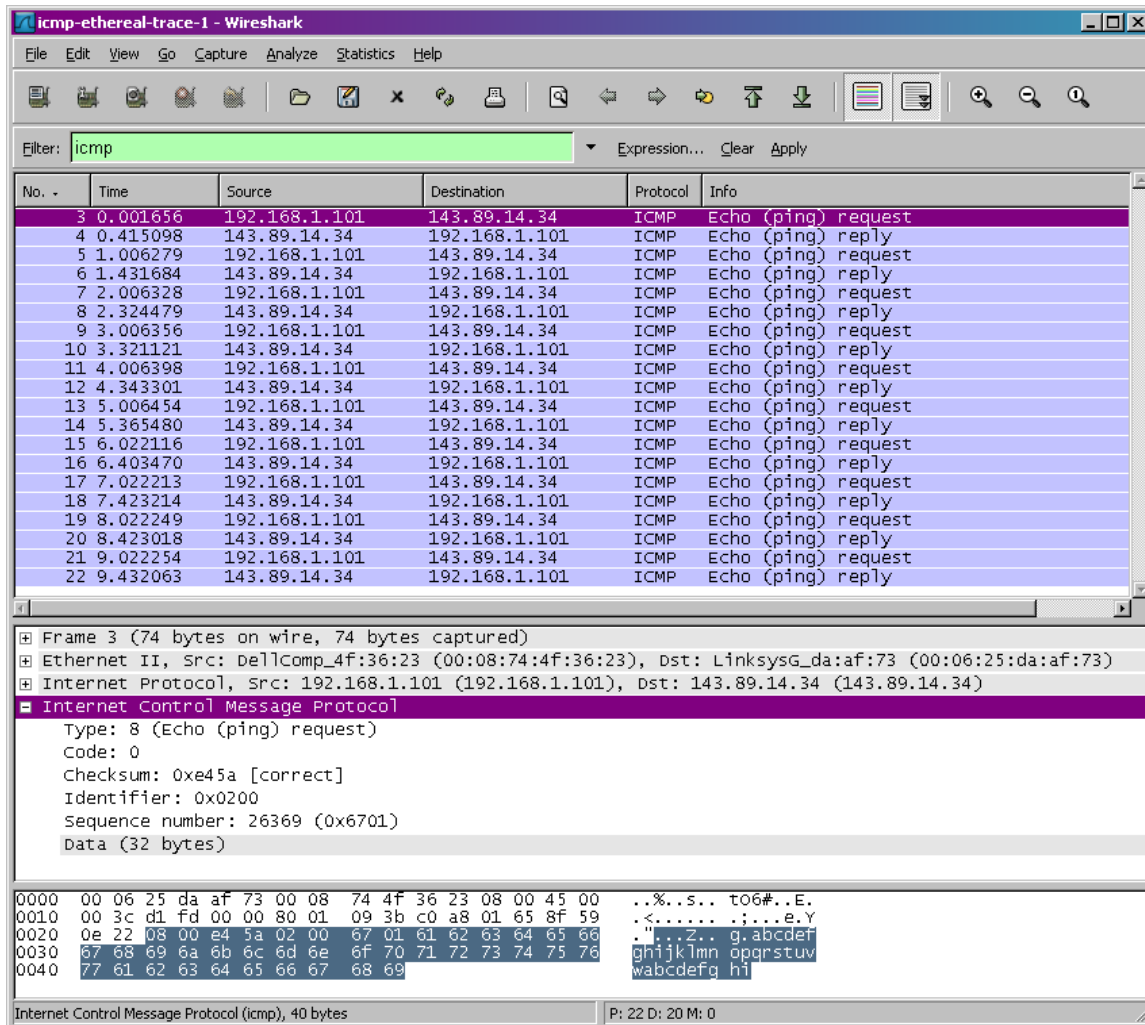 icmp-ethereal-trace-1 - Wireshark
File Edit View Go Capture Analyze Statistics Help
Filter: icmp Expression... Clear Apply
No. Time Source Destination Protocol Info
3 0.001656 192.168.1.101 143.89.14.34 ICMP Echo (ping) request
4 0.415098 143.89.14.34 192.168.1.101 ICMP Echo (ping) reply
5 1.006279 192.168.1.101 143.89.14.34 ICMP Echo (ping) request
6 1.431684 143.89.14.34 192.168.1.101 ICMP Echo (ping) reply
7 2.006328 192.168.1.101 143.89.14.34 ICMP Echo (ping) request
8 2.324479 143.89.14.34 192.168.1.101 ICMP Echo (ping) reply
9 3.006356 192.168.1.101 143.89.14.34 ICMP Echo (ping) request
10 3.321121 143.89.14.34 192.168.1.101 ICMP Echo (ping) reply
11 4.006398 192.168.1.101 143.89.14.34 ICMP Echo (ping) request
12 4.343301 143.89.14.34 192.168.1.101 ICMP Echo (ping) reply
13 5.006454 192.168.1.101 143.89.14.34 ICMP Echo (ping) request
14 5.365480 143.89.14.34 192.168.1.101 ICMP Echo (ping) reply
15 6.022116 192.168.1.101 143.89.14.34 ICMP Echo (ping) request
16 6.403470 143.89.14.34 192.168.1.101 ICMP Echo (ping) reply
17 7.022213 192.168.1.101 143.89.14.34 ICMP Echo (ping) request
18 7.423214 143.89.14.34 192.168.1.101 ICMP Echo (ping) reply
19 8.022249 192.168.1.101 143.89.14.34 ICMP Echo (ping) request
20 8.423018 143.89.14.34 192.168.1.101 ICMP Echo (ping) reply
21 9.022254 192.168.1.101 143.89.14.34 ICMP Echo (ping) request
22 9.432063 143.89.14.34 192.168.1.101 ICMP Echo (ping) reply
Frame 3 (74 bytes on wire, 74 bytes captured)
Ethernet II, Src: DellComp_4f:36:23 (00:08:74:4f:36:23), Dst: LinksysG_da:af:73 (00:06:25:da:af:73)
Internet Protocol, Src: 192.168.1.101 (192.168.1.101), Dst: 143.89.14.34 (143.89.14.34)
Internet Control Message Protocol
Type: 8 (Echo (ping) request)
Code: 0
Checksum: 0xe45a [correct]
Identifier: 0x0200
Sequence number: 26369 (0x6701)
Data (32 bytes)
0000 00 06 25 da af 73 00 08 74 4f 36 23 08 00 45 00 ..%..s.. tO6#..E.
0010 00 3c d1 fd 00 00 80 01 09 3b c0 a8 01 65 8f 59 .<...... .;...e.Y
0020 0e 22 08 00 e4 5a 02 00 67 01 61 62 63 64 65 66 ."...Z.. g.abcdef
0030 67 68 69 6a 6b 6c 6d 6e 6f 70 71 72 73 74 75 76 ghijklmn opqrstuv
0040 77 61 62 63 64 65 66 67 68 69 wabcdefg hi
Internet Control Message Protocol (icmp), 40 bytes P: 22 D: 20 M: 0